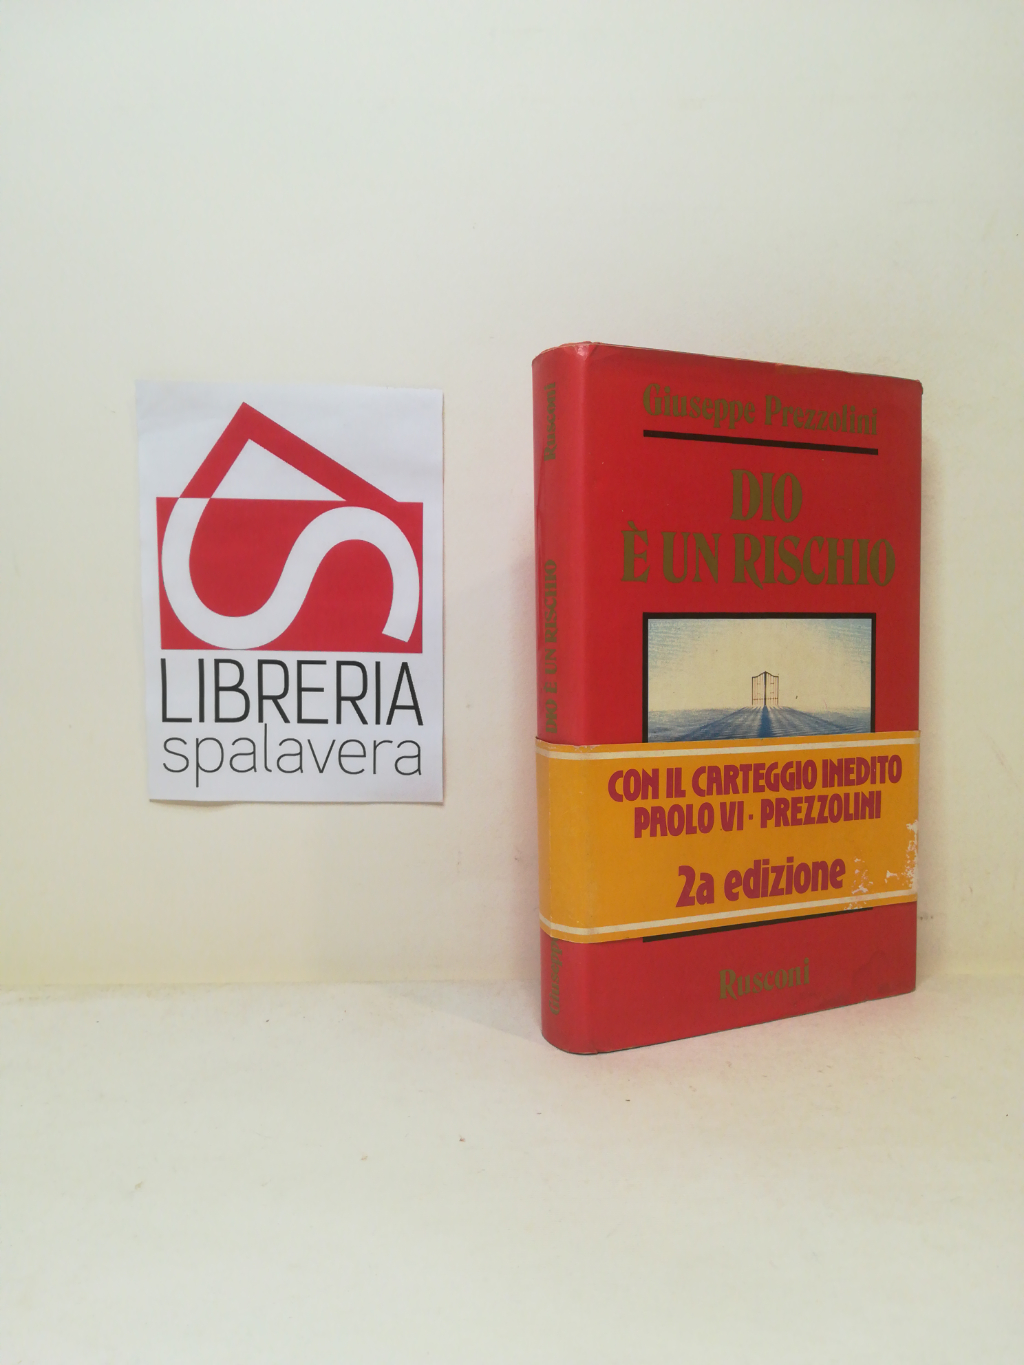 LIBRERIA
spalavera
Rusconi
DIO È UN RISCHIO
Giuseppe Prezzolini
DIO
È UN RISCHIO
CON IL CARTEGGIO INEDITO
PAOLO VI · PREZZOLINI
2a edizione
Rusconi